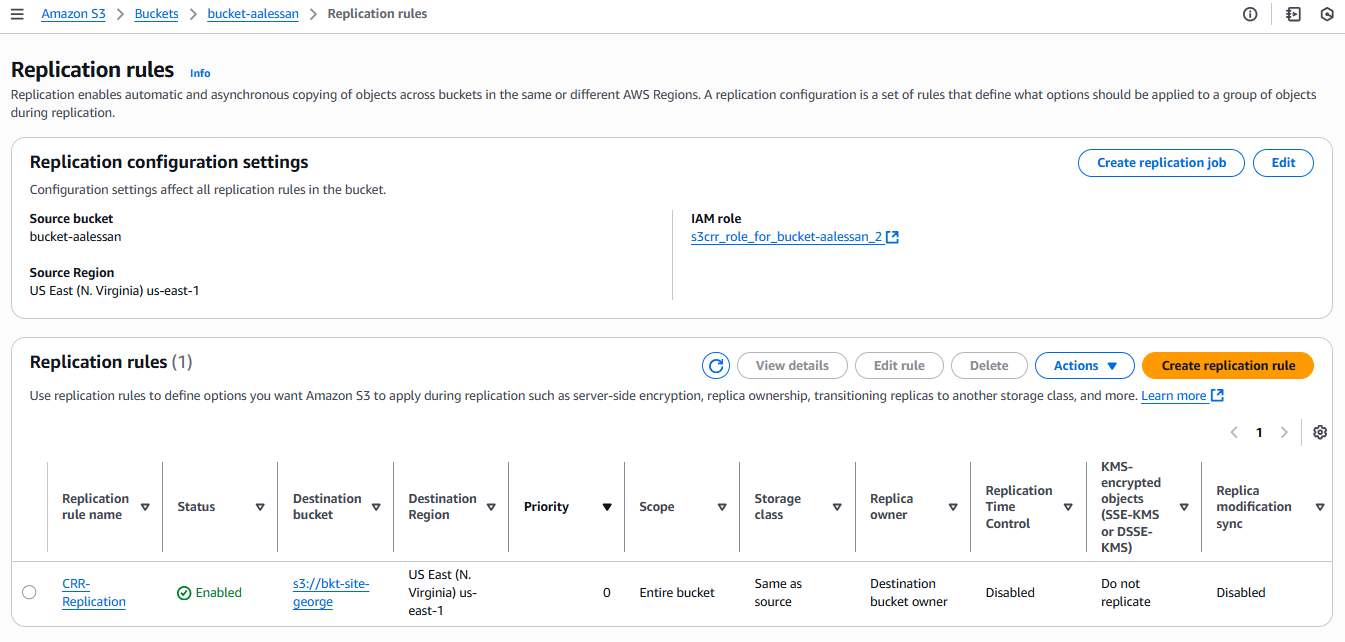 Amazon S3 > Buckets > bucket-aalessan > Replication rules
Replication rules Info
Replication enables automatic and asynchronous copying of objects across buckets in the same or different AWS Regions. A replication configuration is a set of rules that define what options should be applied to a group of objects
during replication.
Replication configuration settings
Create replication job
Edit
Configuration settings affect all replication rules in the bucket.
Source bucket
bucket-aalessan
Source Region
US East (N. Virginia) us-east-1
IAM role
s3crr_role_for_bucket-aalessan_2
Replication rules (1)
View details
Edit rule
Delete
Actions
Create replication rule
Use replication rules to define options you want Amazon S3 to apply during replication such as server-side encryption, replica ownership, transitioning replicas to another storage class, and more. Learn more
1
Replication
rule name
Status
Destination
bucket
Destination
Region
Priority
Scope
Storage
class
Replica
owner
Replication
Time
Control
KMS-
encrypted
objects
(SSE-KMS
or DSSE-
KMS)
Replica
modification
sync
CRR-
Replication
Enabled
s3://bkt-site-
george
US East (N.
Virginia) us-
east-1
0
Entire bucket
Same as
source
Destination
bucket owner
Disabled
Do not
replicate
Disabled